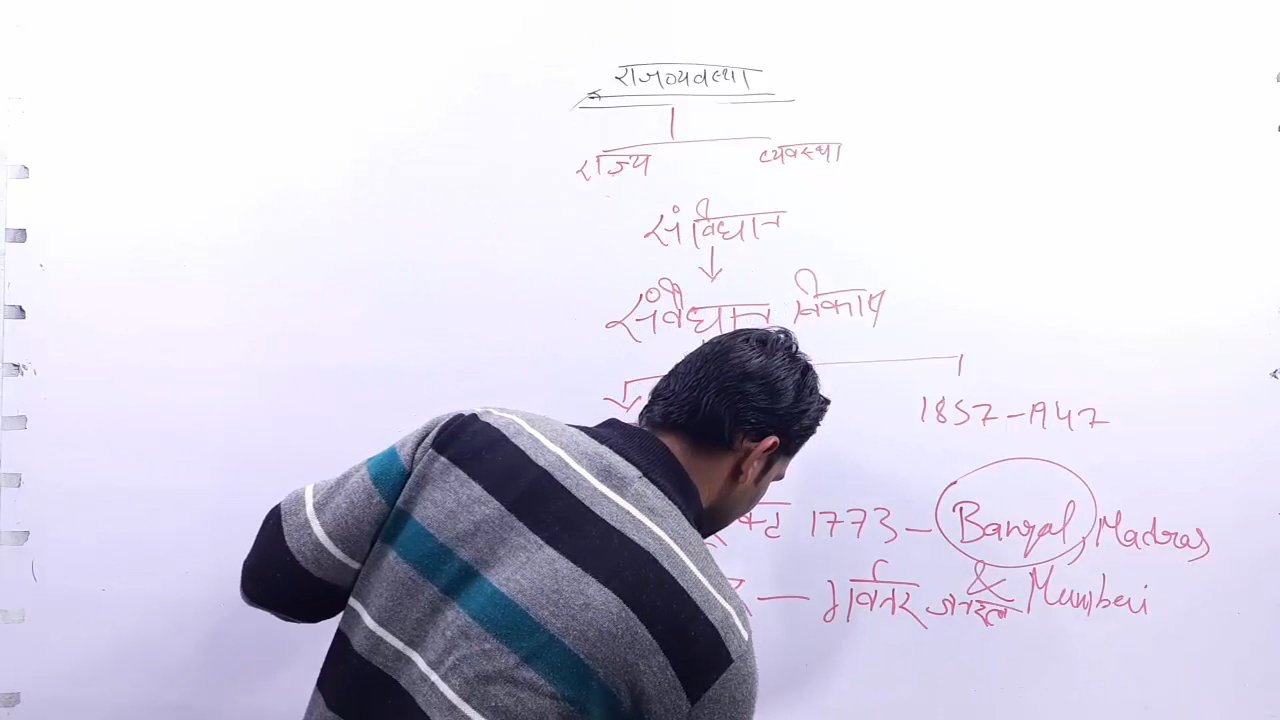 राजव्यवस्था
राज्य व्यवस्था
संविधान
संवैधान विकाष
1857-1947
क्ट 1773 - Bangal, Madras
& Mumbai
- गवर्नर जनरल